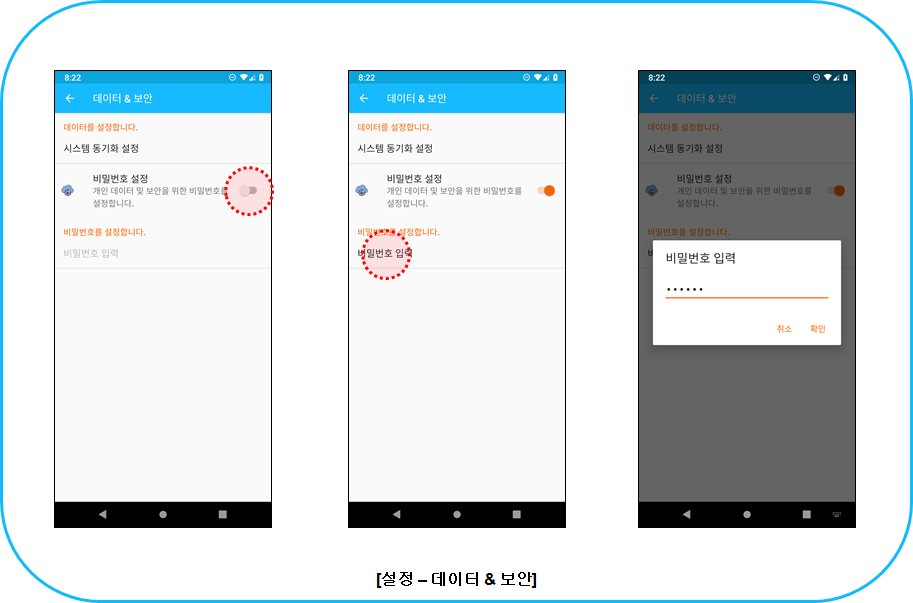 8:22
데이터 & 보안
데이터를 설정합니다.
시스템 동기화 설정
비밀번호 설정
개인 데이터 및 보안을 위한 비밀번호를
설정합니다.
비밀번호를 설정합니다.
비밀번호 입력
8:22
데이터 & 보안
데이터를 설정합니다.
시스템 동기화 설정
비밀번호 설정
개인 데이터 및 보안을 위한 비밀번호를
설정합니다.
비밀번호를 설정합니다.
비밀번호 입력
8:22
데이터 & 보안
데이터를 설정합니다.
시스템 동기화 설정
비밀번호 설정
개인 데이터 및 보안을 위한 비밀번호를
설정합니다.
비밀번호를 설정합니다.
비밀번호 입력
••••••
취소 확인
[설정 – 데이터 & 보안]